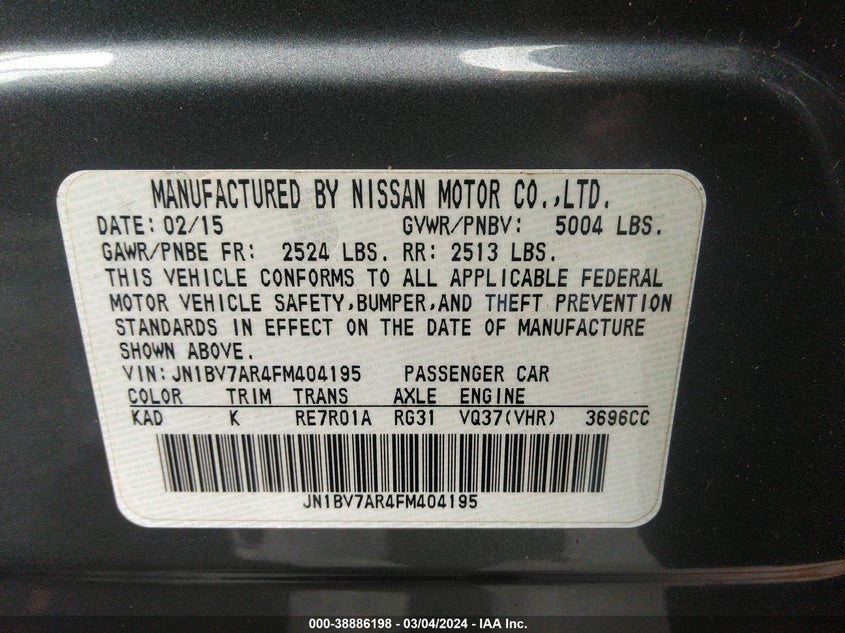 MANUFACTURED BY NISSAN MOTOR CO.,LTD.
DATE: 02/15 GVWR/PNBV: 5004 LBS.
GAWR/PNBE FR: 2524 LBS. RR: 2513 LBS.
THIS VEHICLE CONFORMS TO ALL APPLICABLE FEDERAL
MOTOR VEHICLE SAFETY,BUMPER,AND THEFT PREVENTION
STANDARDS IN EFFECT ON THE DATE OF MANUFACTURE
SHOWN ABOVE.
VIN: JN1BV7AR4FM404195 PASSENGER CAR
COLOR TRIM TRANS AXLE ENGINE
KAD K RE7R01A RG31 VQ37(VHR) 3696CC
JN1BV7AR4FM404195
000-38886198 - 03/04/2024 - IAA Inc.